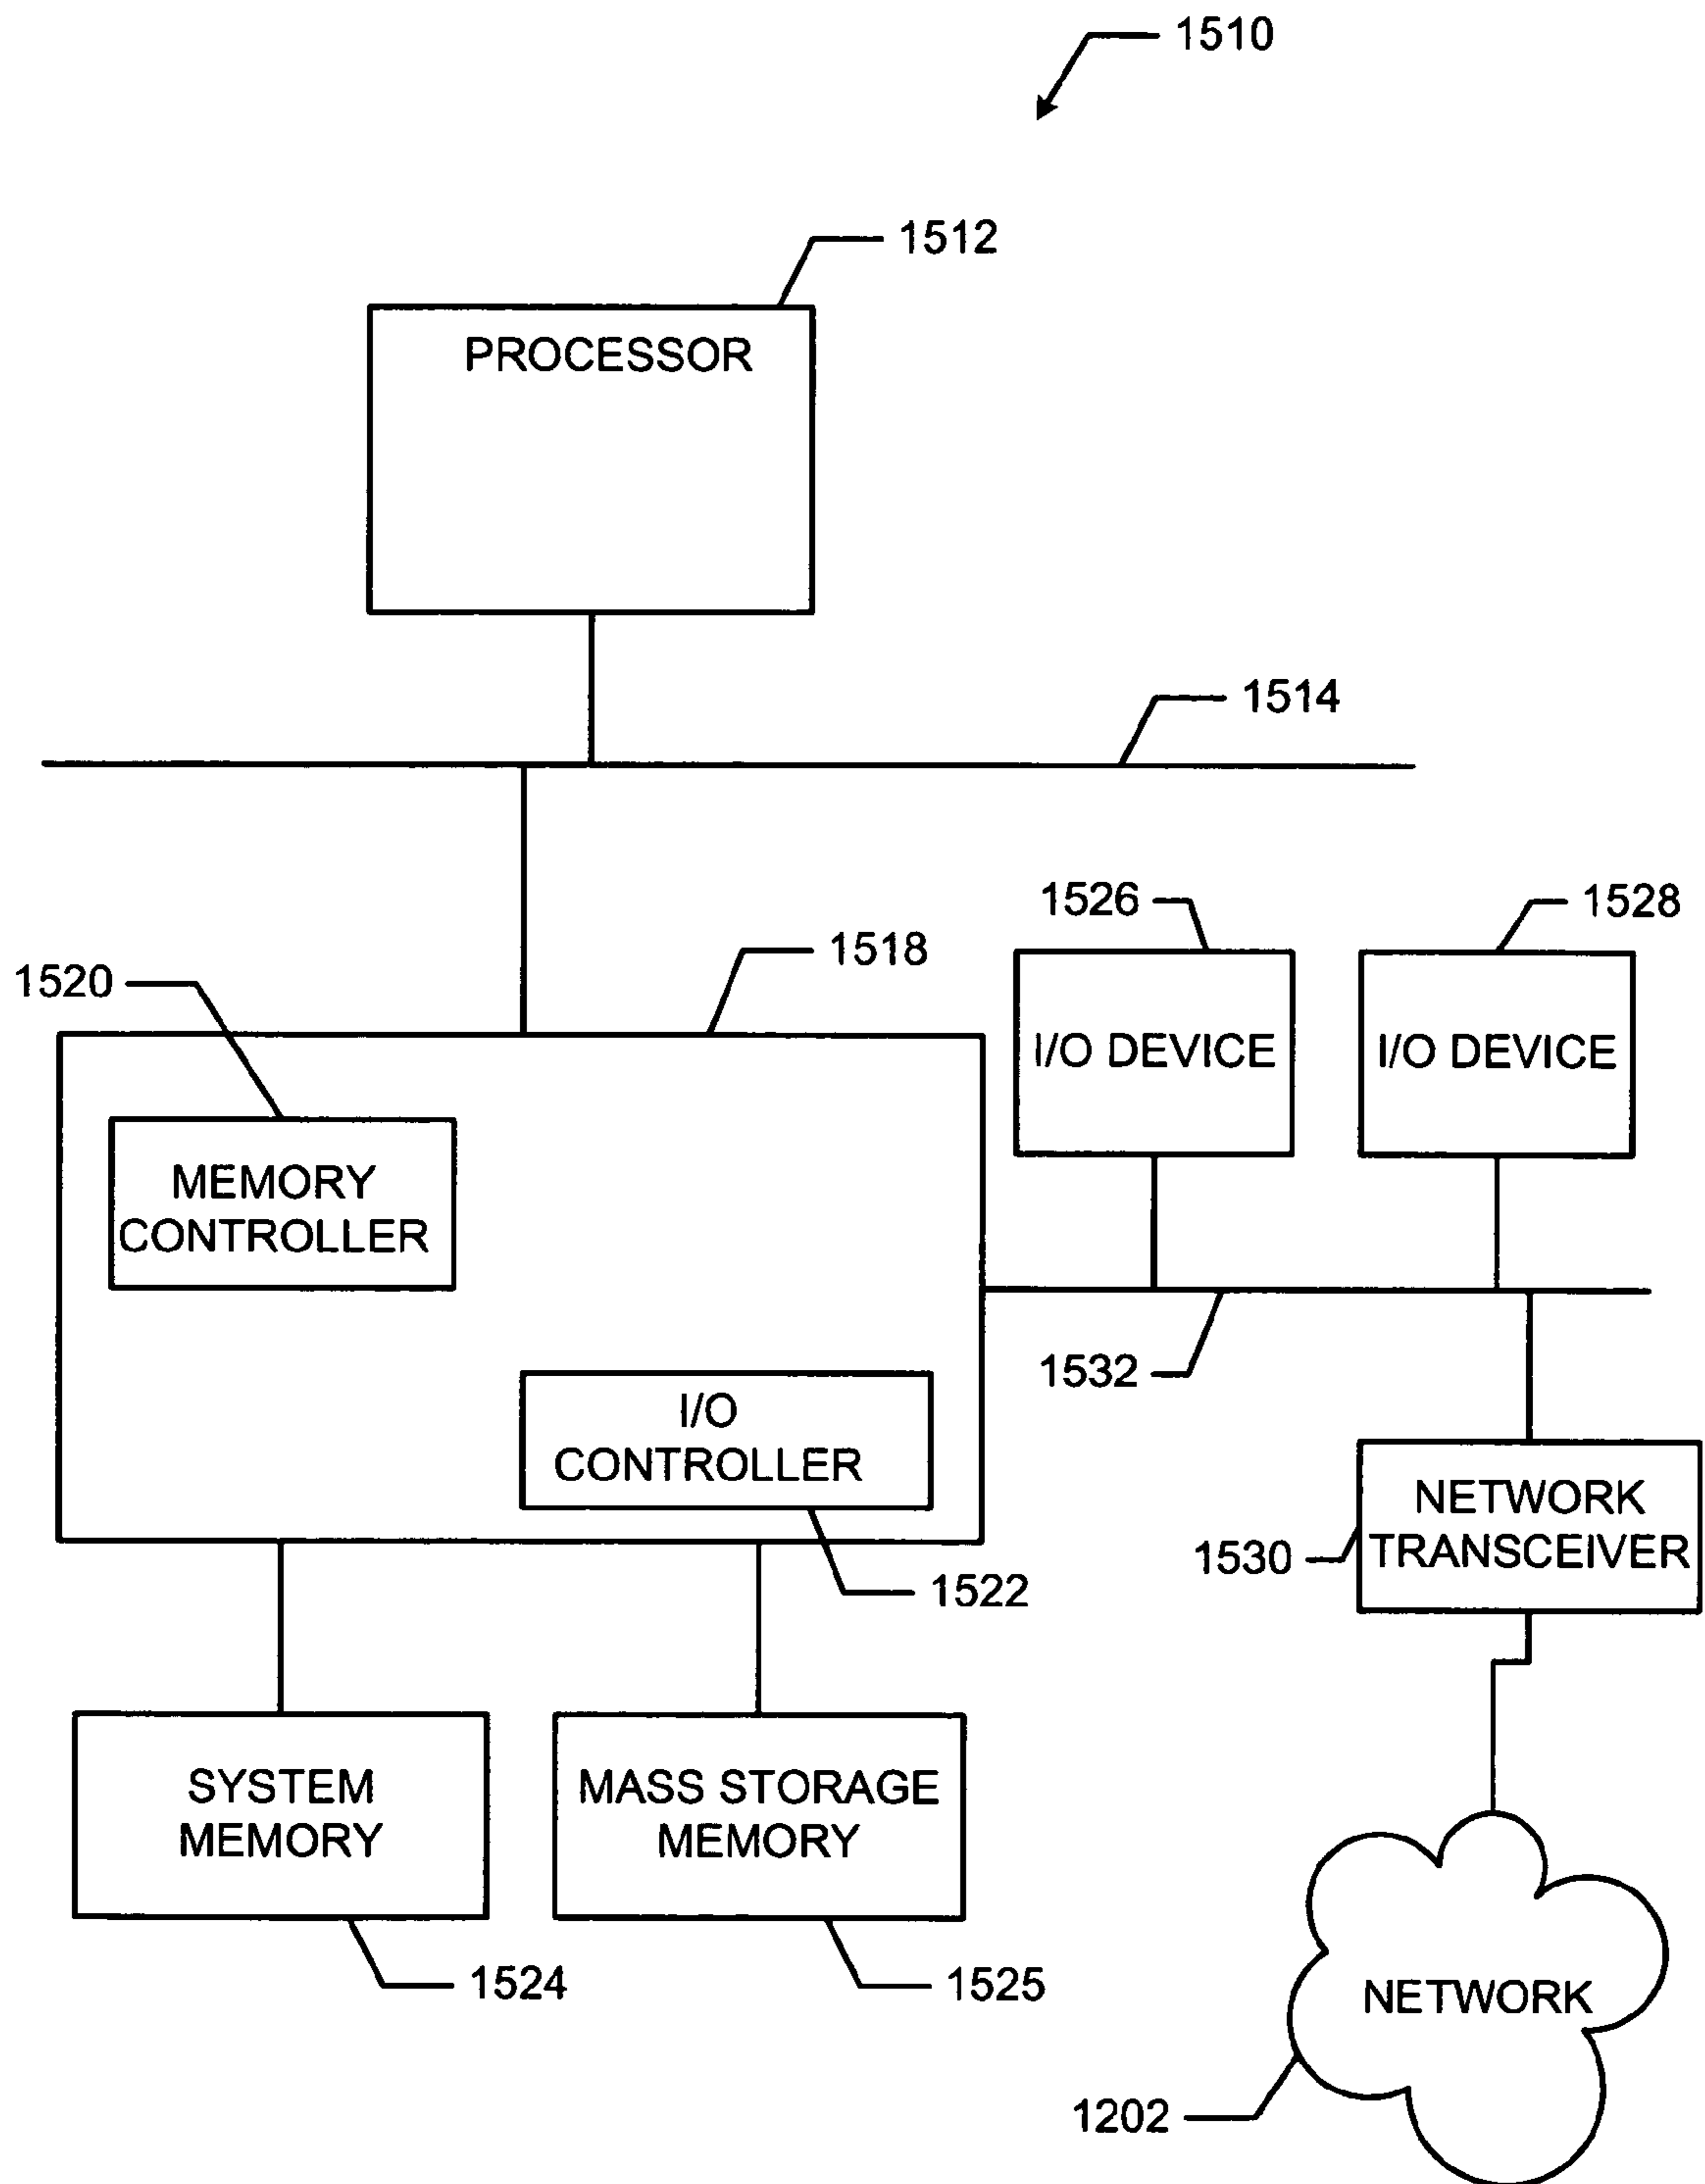 1510
1512
PROCESSOR
1514
1526
1528
1518
1520
I/O DEVICE
I/O DEVICE
MEMORY
CONTROLLER
1532
I/O
CONTROLLER
NETWORK
TRANSCEIVER
1530
1522
SYSTEM
MEMORY
MASS STORAGE
MEMORY
1524
1525
NETWORK
1202